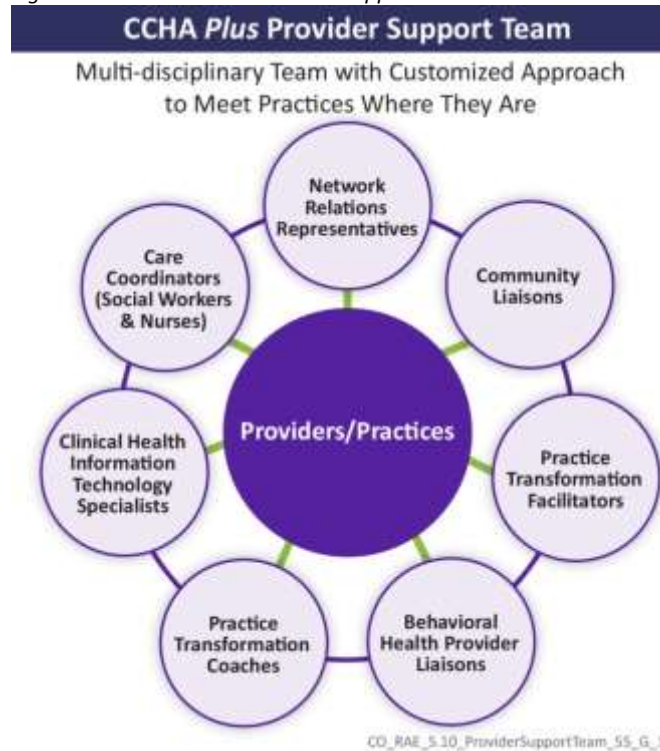 CCHA Plus Provider Support Team
Multi-disciplinary Team with Customized Approach
to Meet Practices Where They Are
Network
Relations
Representatives
Community
Liaisons
Practice
Transformation
Facilitators
Behavioral
Health Provider
Liaisons
Practice
Transformation
Coaches
Clinical Health
Information
Technology
Specialists
Care
Coordinators
(Social Workers
& Nurses)
Providers/Practices
CO_RAE_5.10_ProviderSupportTeam_55_G_